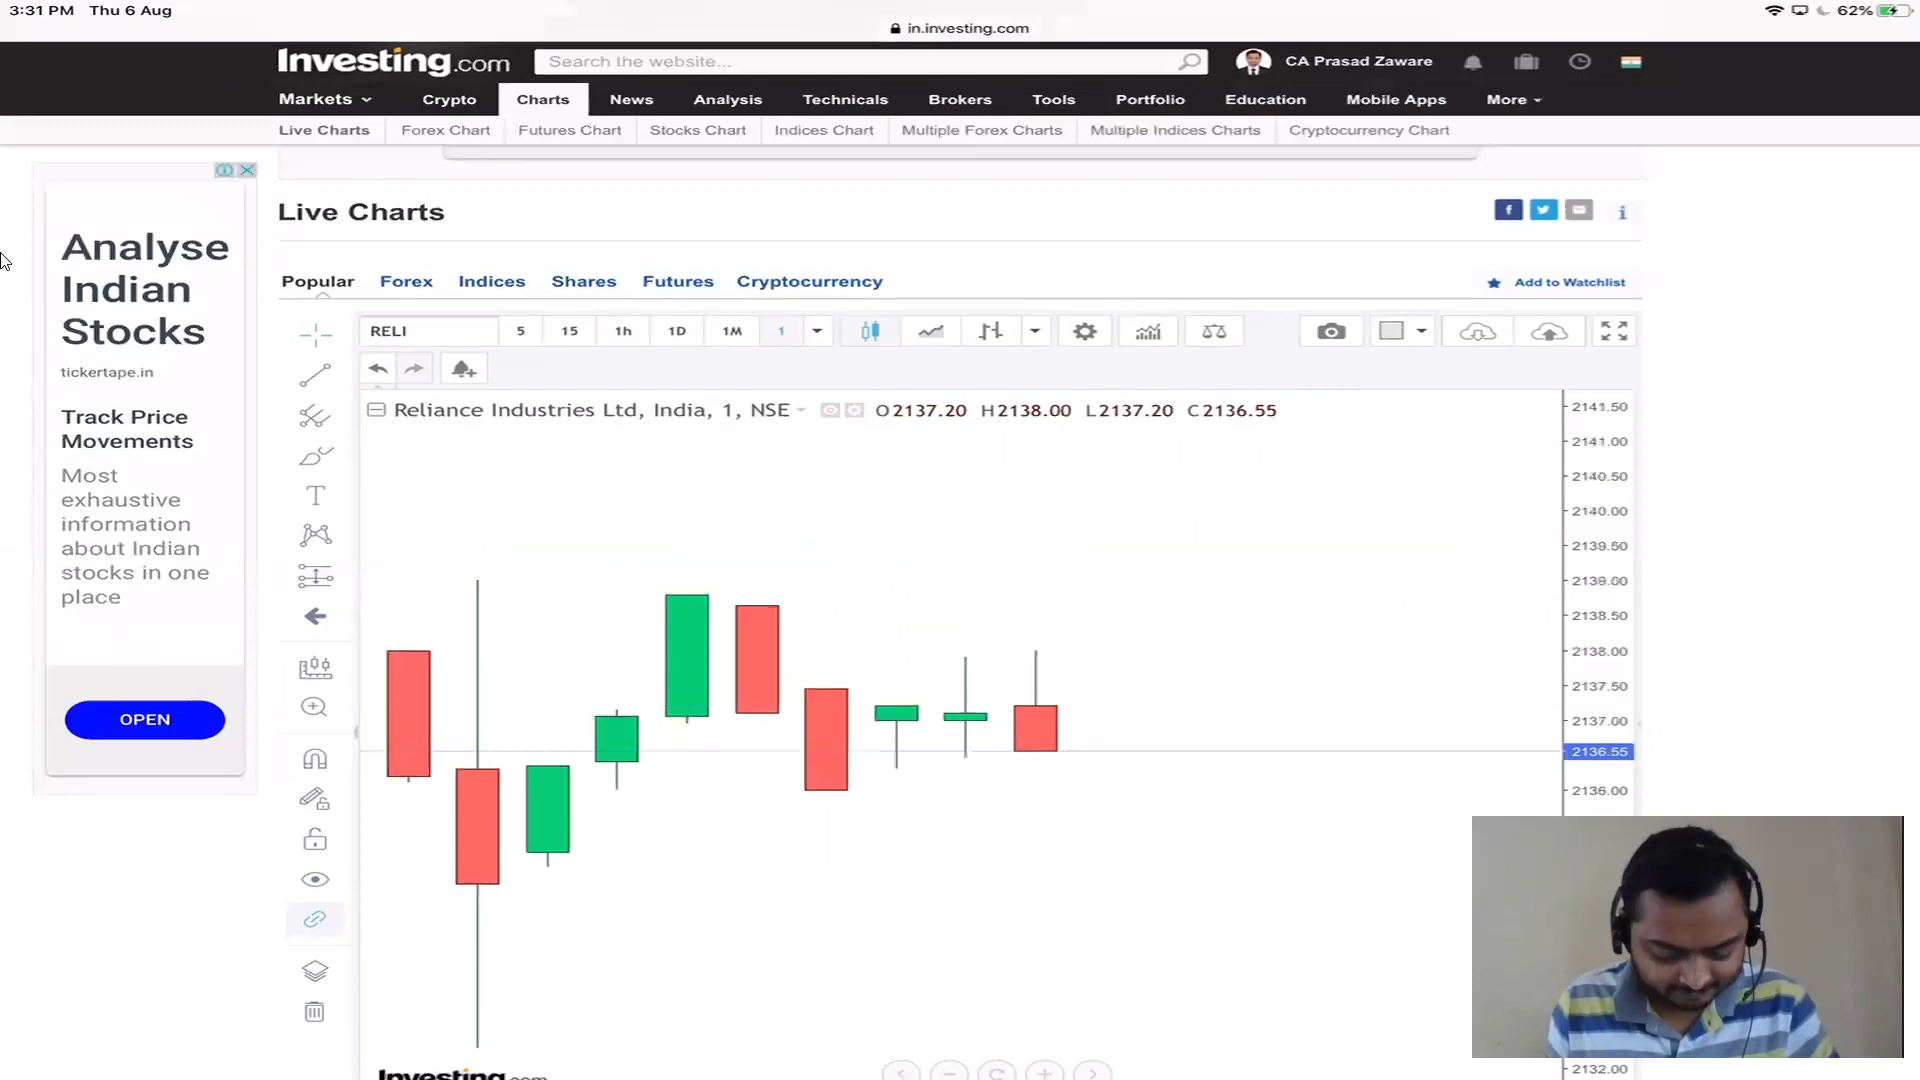 3:31 PM Thu 6 Aug
62%
in.investing.com
Investing.com
Search the website...
CA Prasad Zaware
Markets
Crypto
Charts
News
Analysis
Technicals
Brokers
Tools
Portfolio
Education
Mobile Apps
More
Live Charts
Forex Chart
Futures Chart
Stocks Chart
Indices Chart
Multiple Forex Charts
Multiple Indices Charts
Cryptocurrency Chart
Analyse
Indian
Stocks
tickertape.in
Track Price
Movements
Most
exhaustive
information
about Indian
stocks in one
place
OPEN
Live Charts
Popular
Forex
Indices
Shares
Futures
Cryptocurrency
Add to Watchlist
RELI
5
15
1h
1D
1M
1
Reliance Industries Ltd, India, 1, NSE
O2137.20 H2138.00 L2137.20 C2136.55
2141.50
2141.00
2140.50
2140.00
2139.50
2139.00
2138.50
2138.00
2137.50
2137.00
2136.55
2136.00
2132.00
Investing.com